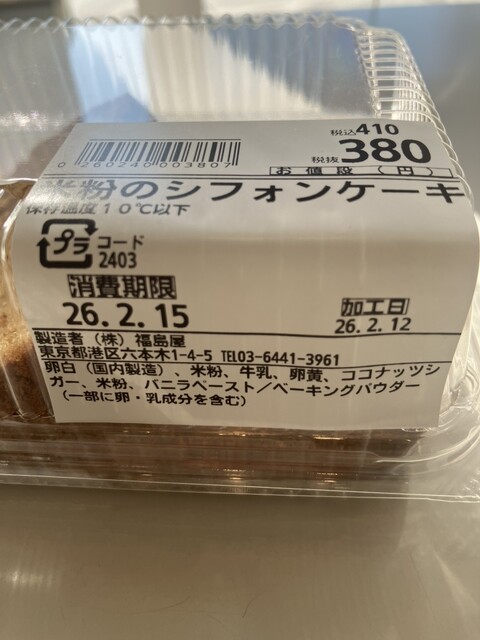 税込410
0 260240 003807
税抜380
お値段(円)
米粉のシフォンケーキ
保存温度10℃以下
プラ
コード
2403
消費期限
26.2.15
加工日
26.2.12
製造者(株)福島屋
東京都港区六本木1-4-5 TEL03-6441-3961
卵白(国内製造)、米粉、牛乳、卵黄、ココナッツシ
ガー、米粉、バニラペースト/ベーキングパウダー
(一部に卵・乳成分を含む)